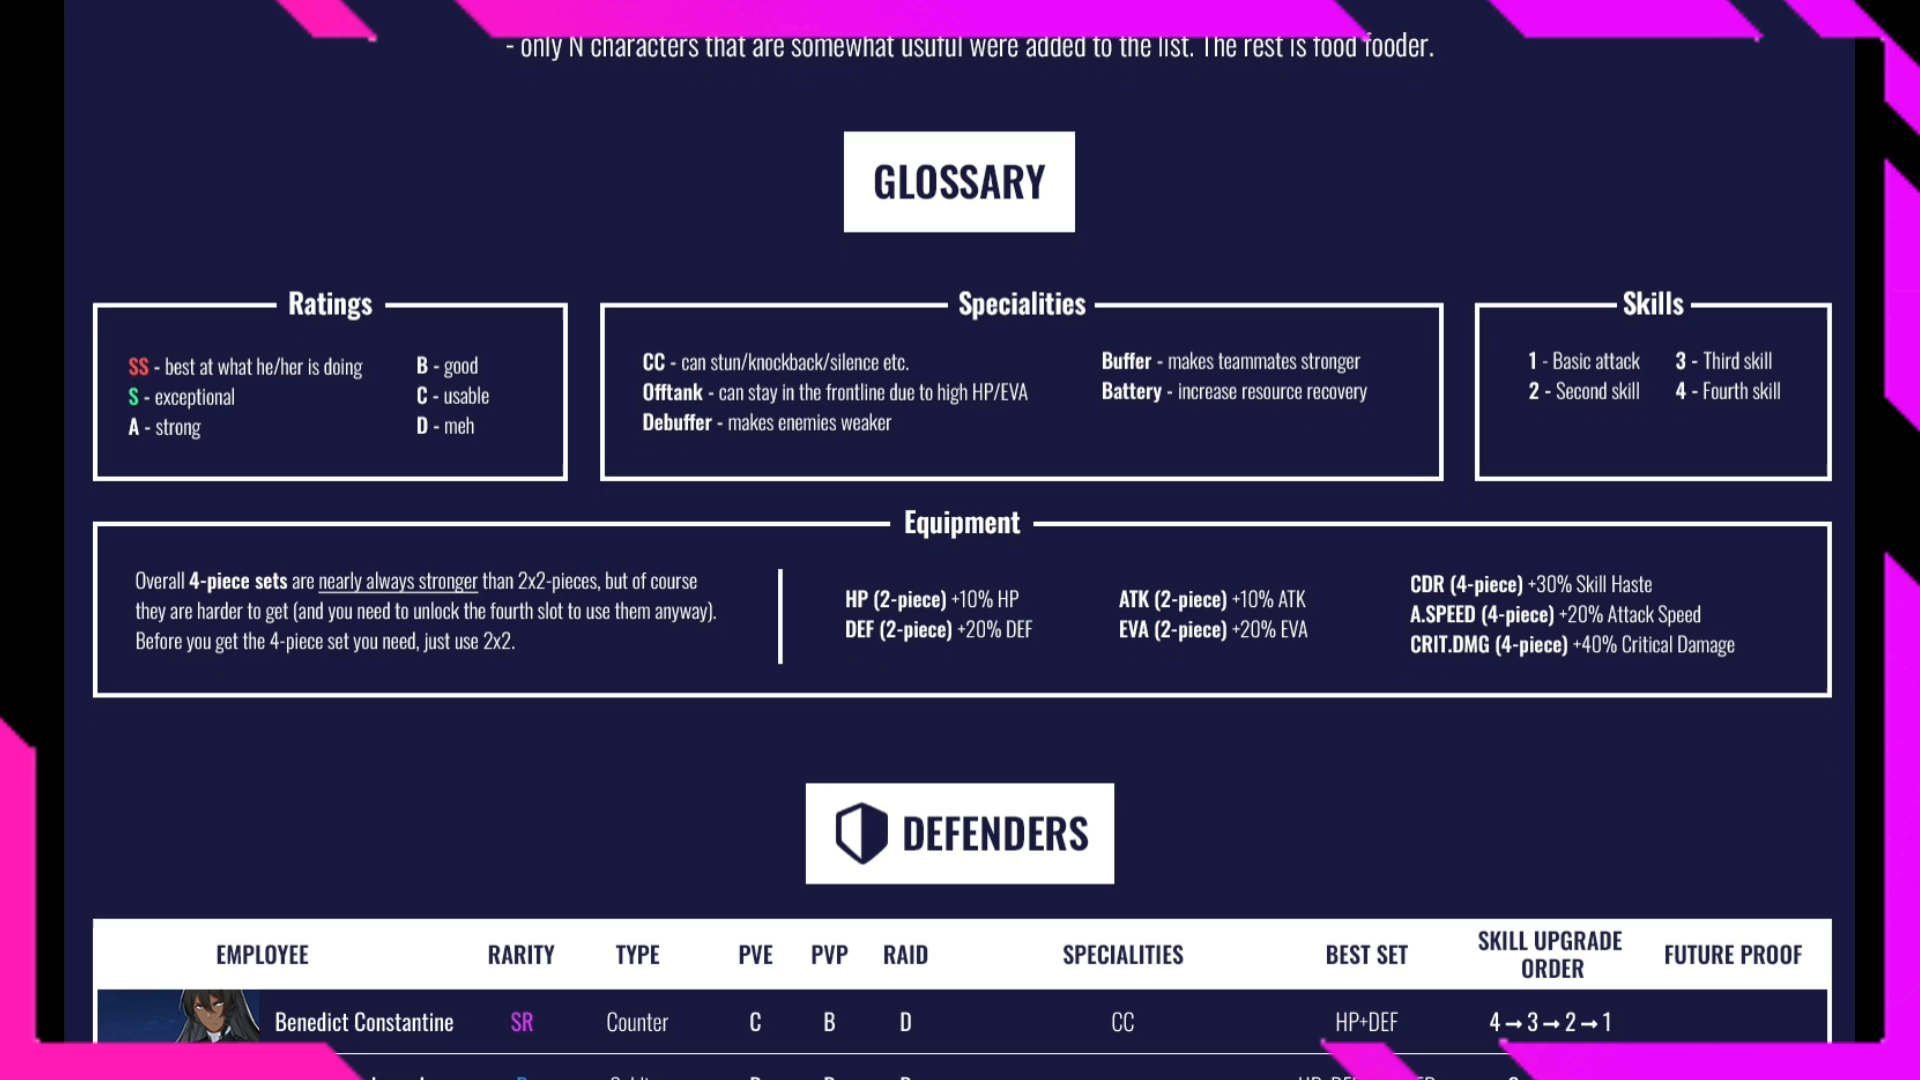 - only N characters that are somewhat usuful were added to the list. The rest is food fooder.
GLOSSARY
Ratings
SS - best at what he/her is doing
S - exceptional
A - strong
B - good
C - usable
D - meh
Specialities
CC - can stun/knockback/silence etc.
Offtank - can stay in the frontline due to high HP/EVA
Debuffer - makes enemies weaker
Buffer - makes teammates stronger
Battery - increase resource recovery
Skills
1 - Basic attack
2 - Second skill
3 - Third skill
4 - Fourth skill
Equipment
Overall 4-piece sets are nearly always stronger than 2x2-pieces, but of course
they are harder to get (and you need to unlock the fourth slot to use them anyway).
Before you get the 4-piece set you need, just use 2x2.
HP (2-piece) +10% HP
DEF (2-piece) +20% DEF
ATK (2-piece) +10% ATK
EVA (2-piece) +20% EVA
CDR (4-piece) +30% Skill Haste
A.SPEED (4-piece) +20% Attack Speed
CRIT.DMG (4-piece) +40% Critical Damage
DEFENDERS
EMPLOYEE RARITY TYPE PVE PVP RAID SPECIALITIES BEST SET SKILL UPGRADE ORDER FUTURE PROOF
Benedict Constantine SR Counter C B D CC HP+DEF 4→3→2→1